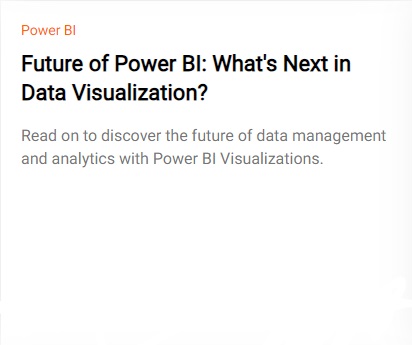 Power BI
Future of Power BI: What's Next in
Data Visualization?
Read on to discover the future of data management
and analytics with Power BI Visualizations.